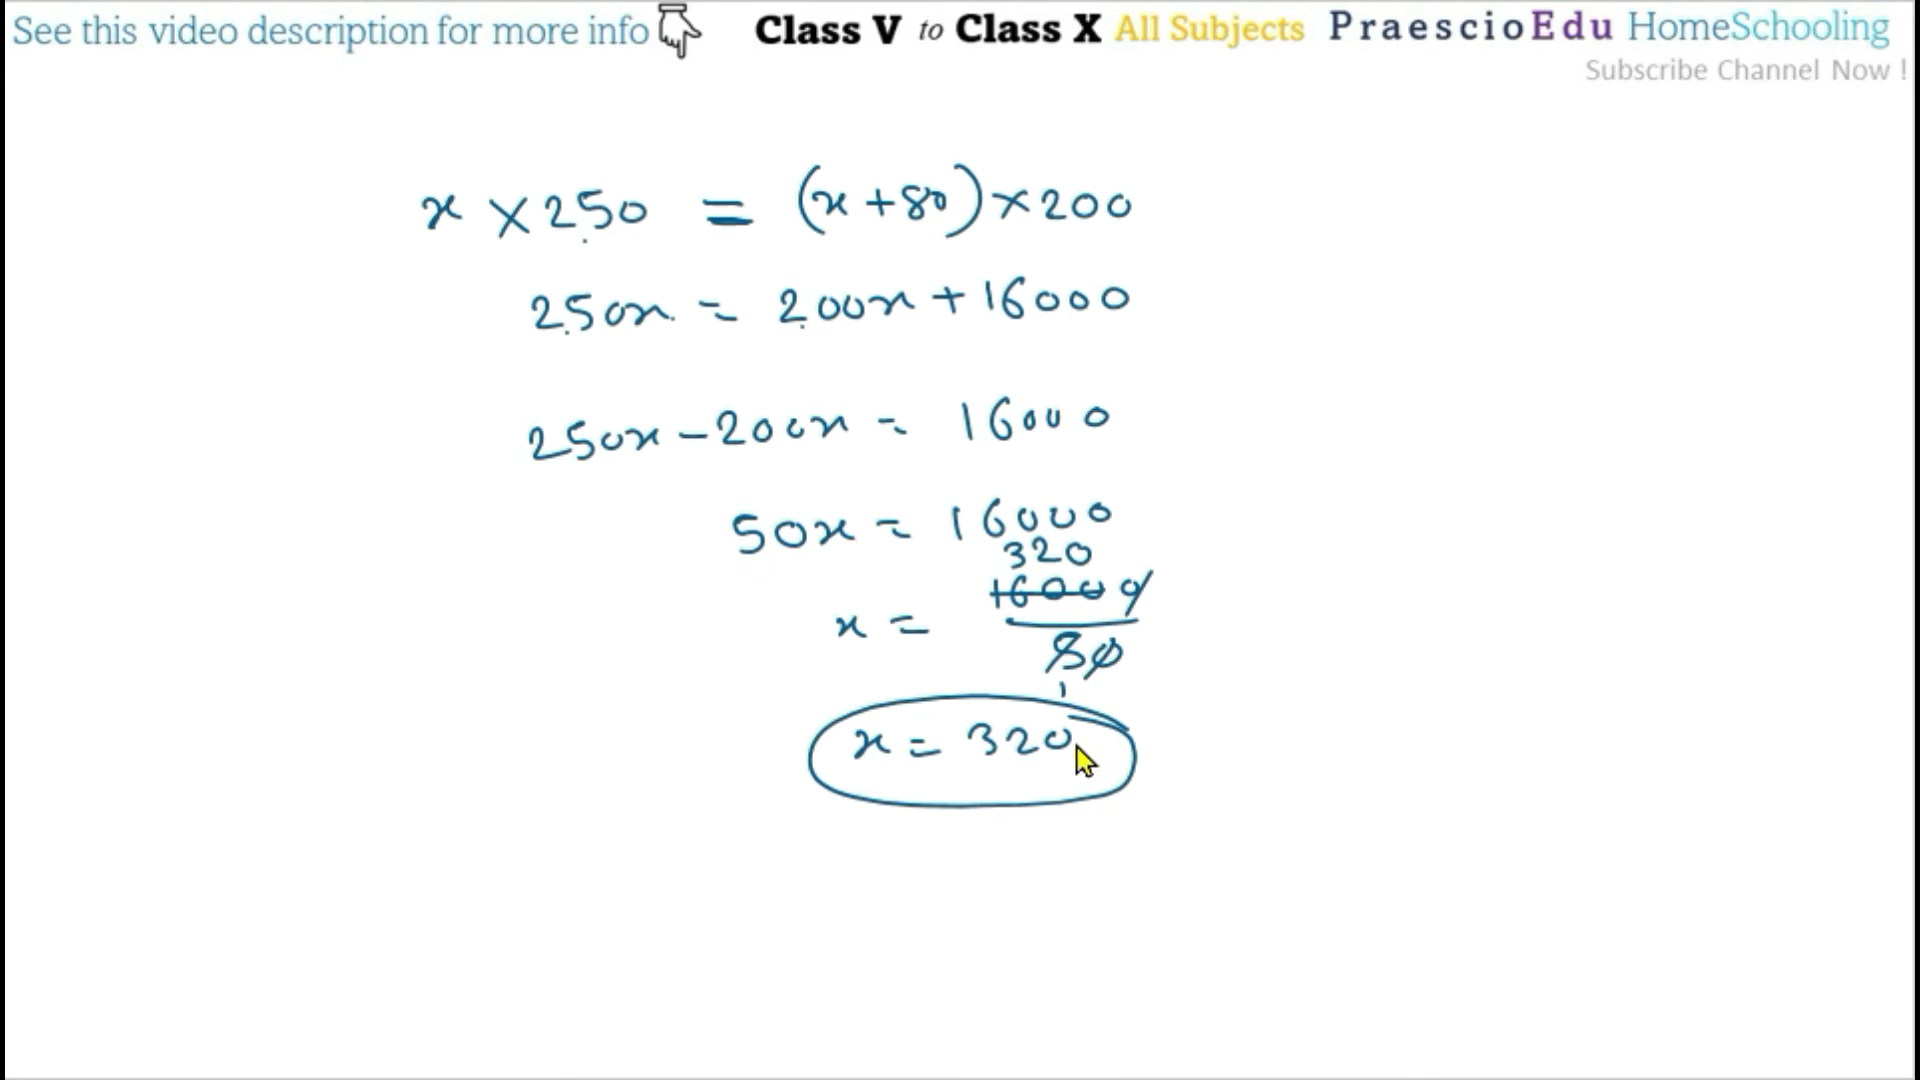 See this video description for more info Class V to Class X All Subjects PraescioEdu HomeSchooling
Subscribe Channel Now !
x × 250 = (x + 80) × 200
250x = 200x + 16000
250x - 200x = 16000
50x = 16000
320
x = 16000/50
1
x = 320